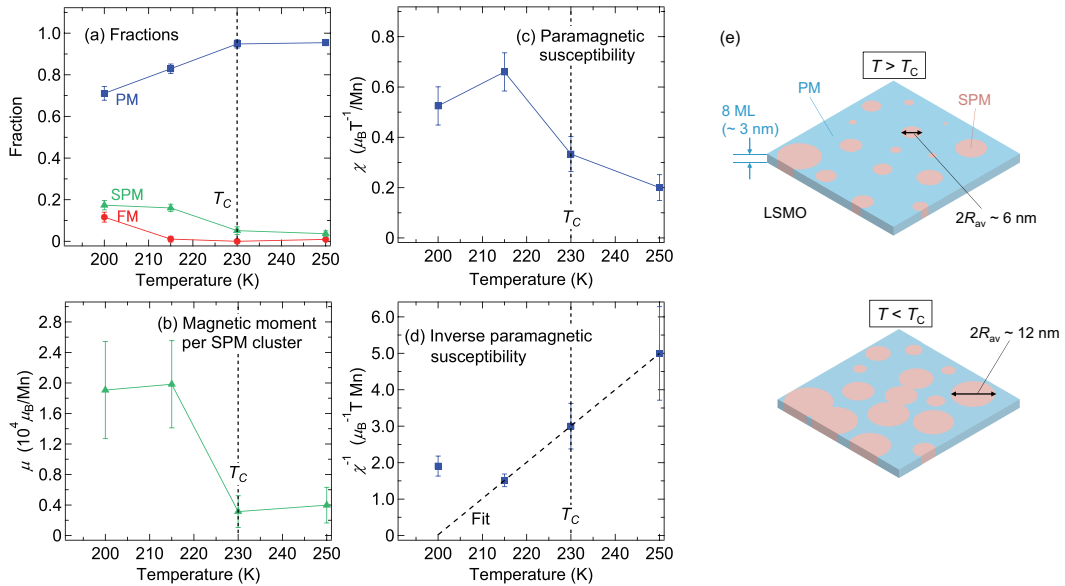 (a) Fractions
Fraction
1.0
0.8
0.6
0.4
0.2
0
PM
SPM
FM
T_C
200 210 220 230 240 250
Temperature (K)
(c) Paramagnetic
susceptibility
χ (μ_B T⁻¹/Mn)
0.8
0.6
0.4
0.2
0
T_C
200 210 220 230 240 250
Temperature (K)
(b) Magnetic moment
per SPM cluster
μ (10⁴ μ_B/Mn)
2.8
2.4
2.0
1.6
1.2
0.8
0.4
0
T_C
200 210 220 230 240 250
Temperature (K)
(d) Inverse paramagnetic
susceptibility
χ⁻¹ (μ_B⁻¹T Mn)
6.0
5.0
4.0
3.0
2.0
1.0
0
Fit
T_C
200 210 220 230 240 250
Temperature (K)
(e)
T > T_C
PM
SPM
8 ML
(~ 3 nm)
LSMO
2R_av ~ 6 nm
T < T_C
2R_av ~ 12 nm